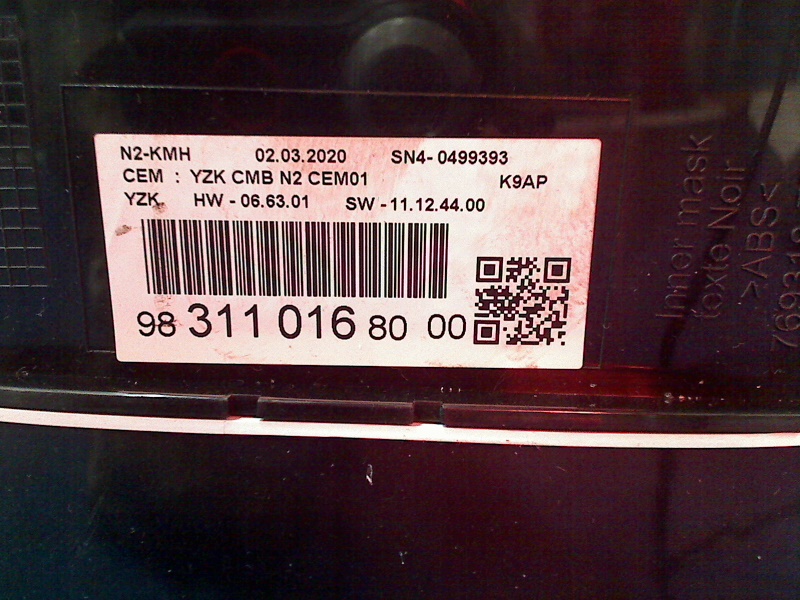 N2-KMH 02.03.2020 SN4-0499393
CEM : YZK CMB N2 CEM01 K9AP
YZK. HW - 06.63.01 SW - 11.12.44.00
98 311 016 80 00
Inner mask
texte Noir
>ABS<